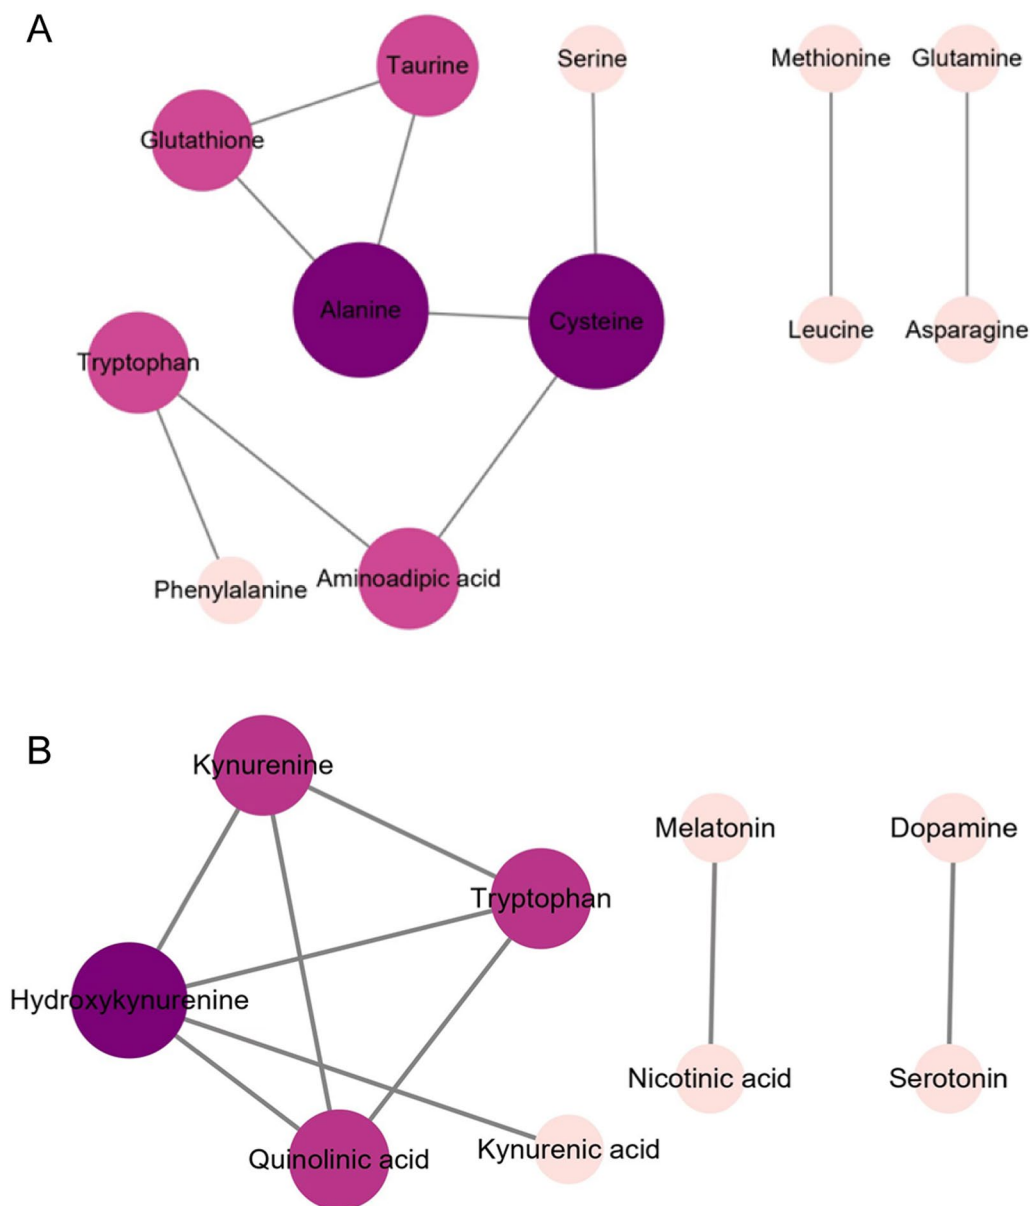 A
Taurine
Serine
Methionine
Glutamine
Glutathione
Alanine
Cysteine
Leucine
Asparagine
Tryptophan
Phenylalanine
Aminoadipic acid
B
Kynurenine
Melatonin
Dopamine
Tryptophan
Hydroxykynurenine
Nicotinic acid
Serotonin
Quinolinic acid
Kynurenic acid